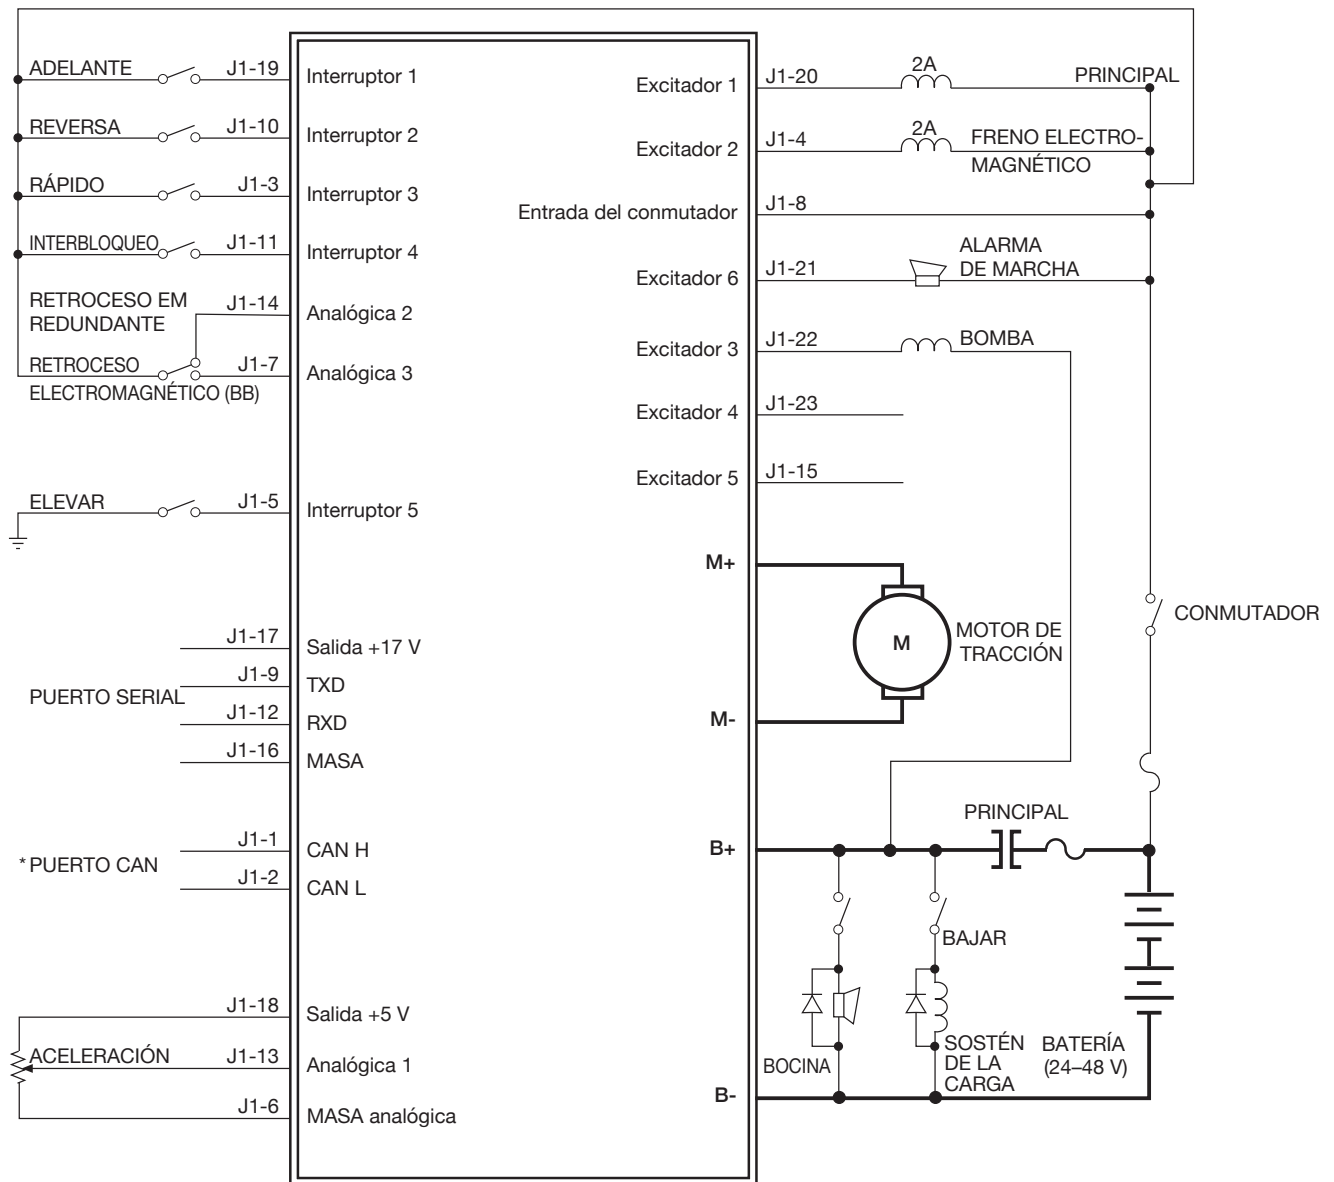 ADELANTE
J1-19
Interruptor 1
REVERSA
J1-10
Interruptor 2
RÁPIDO
J1-3
Interruptor 3
INTERBLOQUEO
J1-11
Interruptor 4
RETROCESO EM
REDUNDANTE
J1-14
Analógica 2
RETROCESO
ELECTROMAGNÉTICO (BB)
J1-7
Analógica 3
ELEVAR
J1-5
Interruptor 5
PUERTO SERIAL
J1-17
Salida +17 V
J1-9
TXD
J1-12
RXD
J1-16
MASA
* PUERTO CAN
J1-1
CAN H
J1-2
CAN L
J1-18
Salida +5 V
ACELERACIÓN
J1-13
Analógica 1
J1-6
MASA analógica
Excitador 1
J1-20
2A
PRINCIPAL
Excitador 2
J1-4
2A
FRENO ELECTRO-
MAGNÉTICO
Entrada del conmutador
J1-8
Excitador 6
J1-21
ALARMA
DE MARCHA
Excitador 3
J1-22
BOMBA
Excitador 4
J1-23
Excitador 5
J1-15
M+
M
MOTOR DE
TRACCIÓN
M-
CONMUTADOR
PRINCIPAL
B+
BAJAR
BOCINA
SOSTÉN
DE LA
CARGA
BATERÍA
(24–48 V)
B-